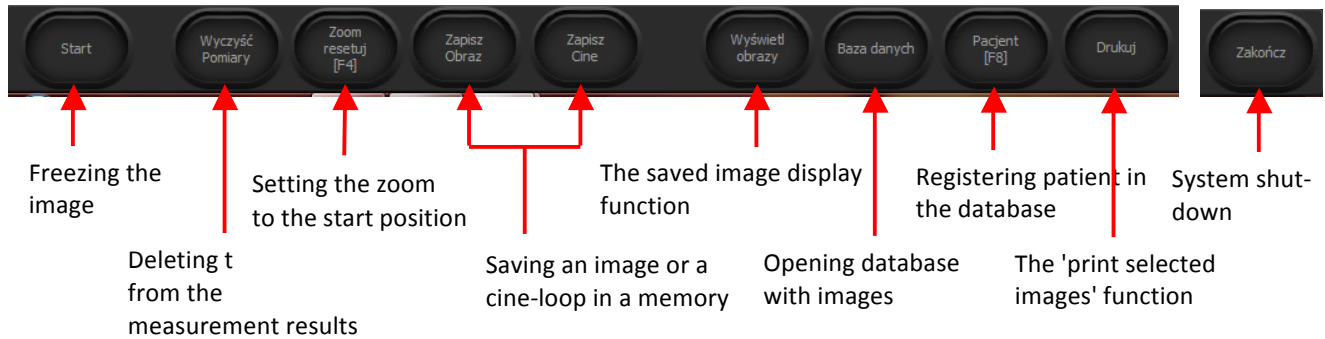 Start
Wyczyść
Pomiary
Zoom
resetuj
[F4]
Zapisz
Obraz
Zapisz
Cine
Wyświetl
obrazy
Baza danych
Pacjent
[F8]
Drukuj
Zakończ
Freezing the
image
Setting the zoom
to the start position
The saved image display
function
Registering patient in
the database
System shut-
down
Deleting t
from the
measurement results
Saving an image or a
cine-loop in a memory
Opening database
with images
The 'print selected
images' function